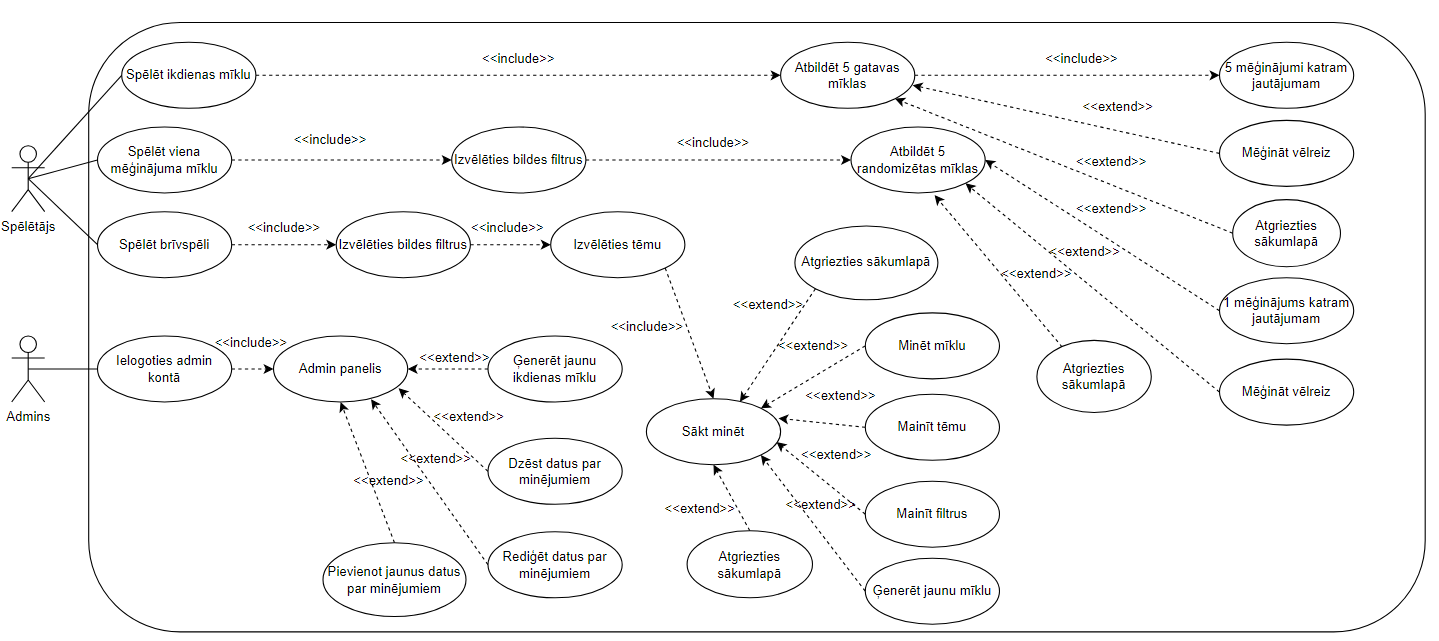 <<include>>
<<include>>
Spēlēt ikdienas mīklu
Atbildēt 5 gatavas
mīklas
5 mēģinājumi katram
jautājumam
<<extend>>
<<include>>
<<include>>
Spēlēt viena
mēģinājuma mīklu
Izvēlēties bildes filtrus
Atbildēt 5
randomizētas mīklas
Mēģināt vēlreiz
<<extend>>
Spēlētājs
<<extend>>
<<include>>
<<include>>
Spēlēt brīvspēli
Izvēlēties bildes filtrus
Izvēlēties tēmu
Atgriezties
sākumlapā
<<extend>>
Atgriezties sākumlapā
<<extend>>
<<extend>>
1 mēģinājums katram
jautājumam
<<include>>
<<include>>
<<extend>>
Minēt mīklu
Ielogoties admin
kontā
Admin panelis
<<extend>>
Ģenerēt jaunu
ikdienas mīklu
Atgriezties
sākumlapā
Mēģināt vēlreiz
Admins
<<extend>>
<<extend>>
Sākt minēt
Mainīt tēmu
<<extend>>
<<extend>>
Dzēst datus par
minējumiem
<<extend>>
<<extend>>
<<extend>>
Mainīt filtrus
Atgriezties
sākumlapā
Rediģēt datus par
minējumiem
Pievienot jaunus datus
par minējumiem
Ģenerēt jaunu mīklu